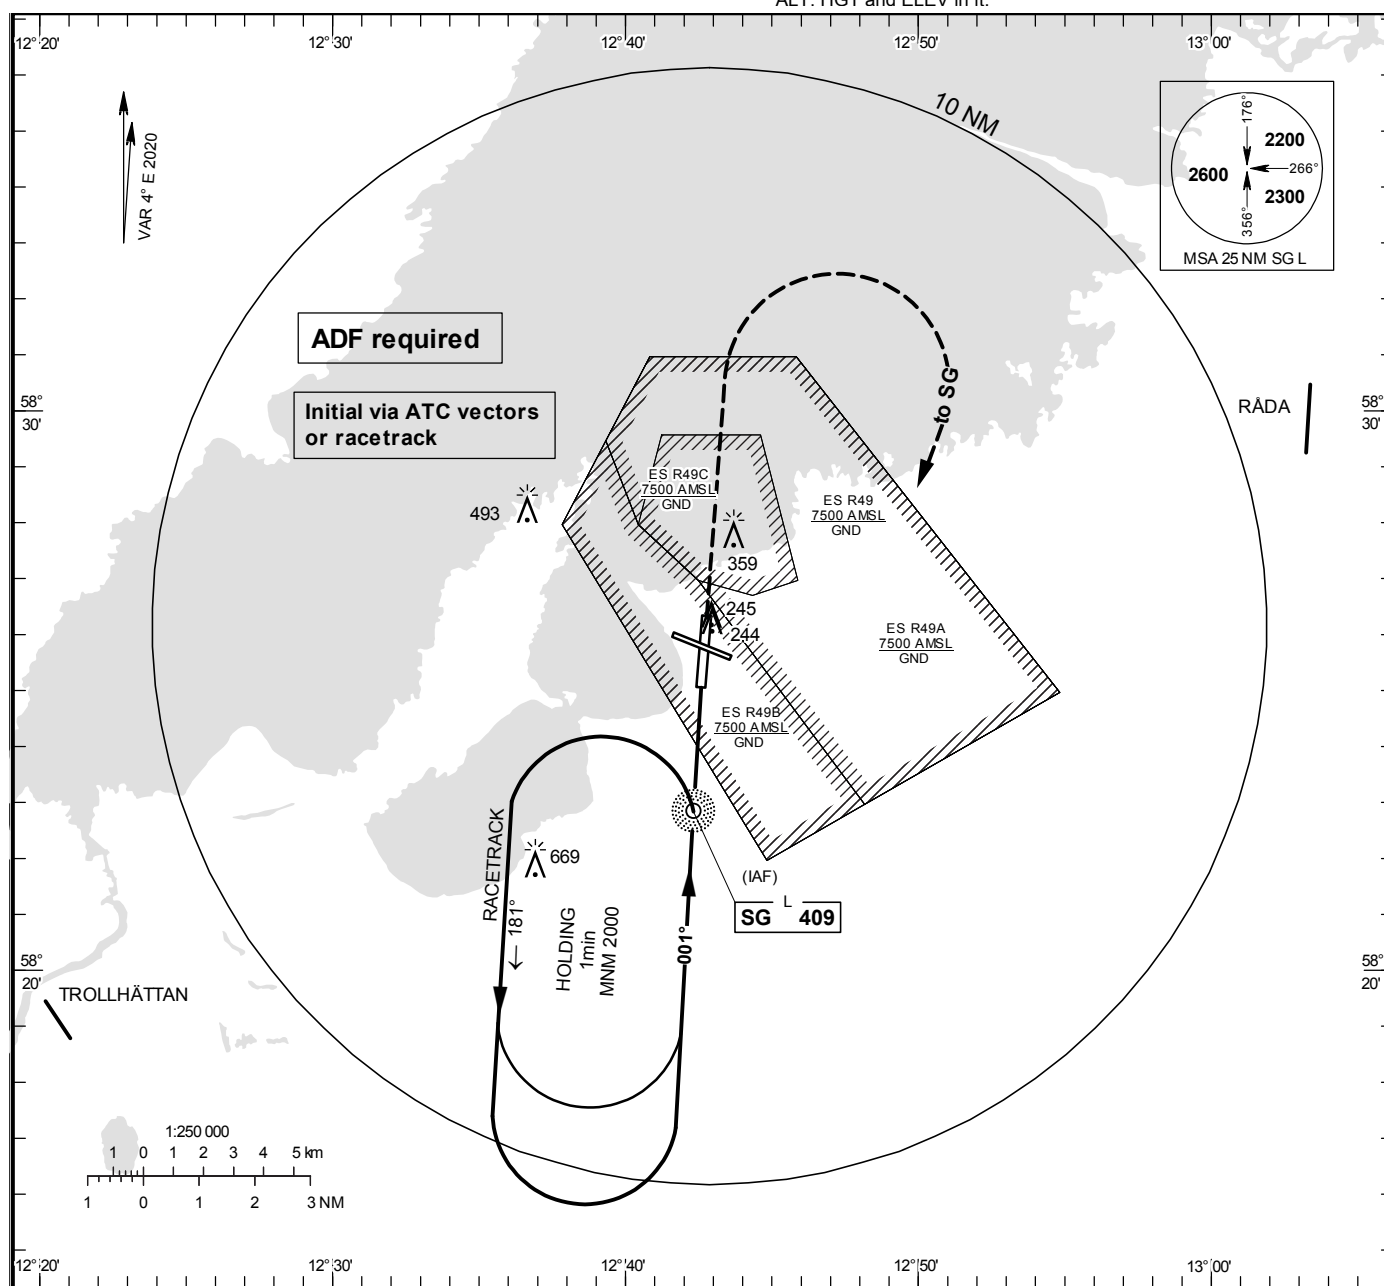 ALT. HGT and ELEV in ft.
12°20' 12°30' 12°40' 12°50' 13°00'
10 NM
VAR 4° E 2020
176°
2200
2600
266°
2300
356°
MSA 25 NM SG L
ADF required
Initial via ATC vectors
or racetrack
to SG
58°
30'
58°
30'
RÅDA
493
ES R49C
7500 AMSL
GND
ES R49
7500 AMSL
GND
359
245
244
ES R49A
7500 AMSL
GND
ES R49B
7500 AMSL
GND
RACETRACK
181°
669
HOLDING
1min
MNM 2000
001°
(IAF)
L
SG 409
58°
20'
58°
20'
TROLLHÄTTAN
1:250 000
1 0 1 2 3 4 5 km
1 0 1 2 3 NM
12°20' 12°30' 12°40' 12°50' 13°00'